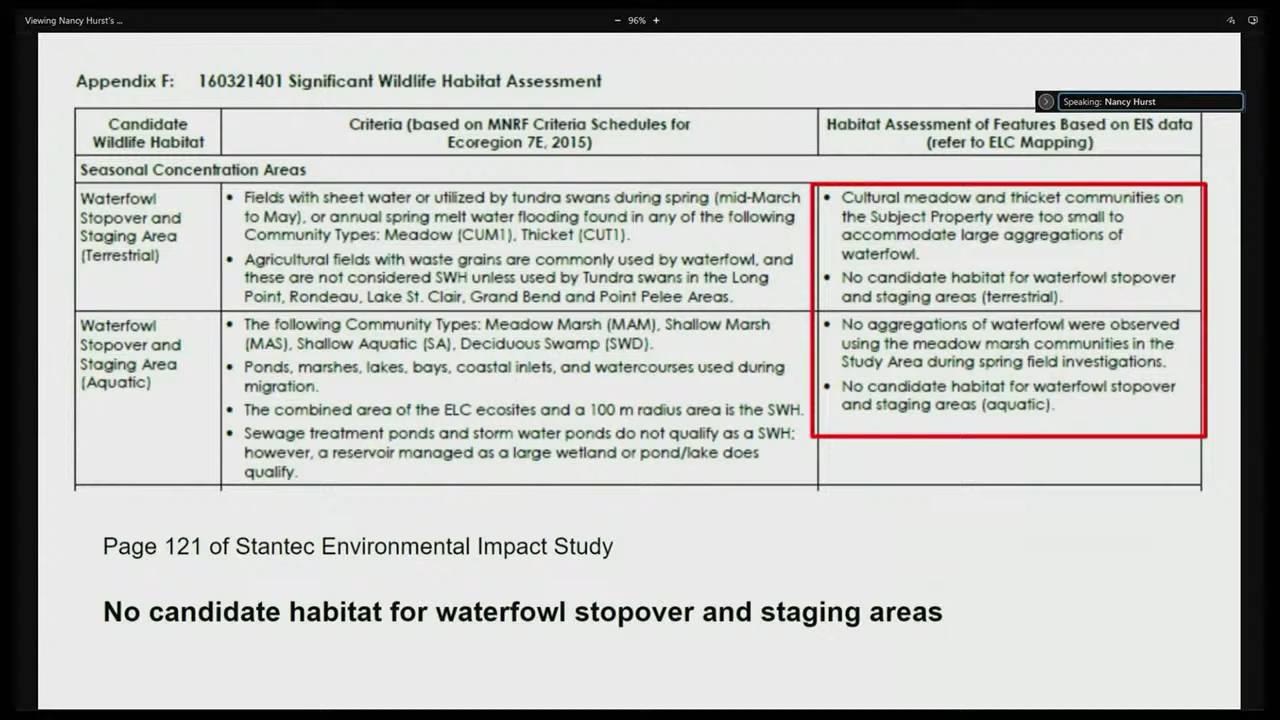 Viewing Nancy Hurst's ...
− 96% +
Speaking: Nancy Hurst
Appendix F: 160321401 Significant Wildlife Habitat Assessment
Candidate
Wildlife Habitat
Criteria (based on MNRF Criteria Schedules for
Ecoregion 7E, 2015)
Habitat Assessment of Features Based on EIS data
(refer to ELC Mapping)
Seasonal Concentration Areas
Waterfowl
Stopover and
Staging Area
(Terrestrial)
• Fields with sheet water or utilized by tundra swans during spring (mid-March
to May), or annual spring melt water flooding found in any of the following
Community Types: Meadow (CUM1), Thicket (CUT1).
• Agricultural fields with waste grains are commonly used by waterfowl, and
these are not considered SWH unless used by Tundra swans in the Long
Point, Rondeau, Lake St. Clair, Grand Bend and Point Pelee Areas.
• Cultural meadow and thicket communities on
the Subject Property were too small to
accommodate large aggregations of
waterfowl.
• No candidate habitat for waterfowl stopover
and staging areas (terrestrial).
Waterfowl
Stopover and
Staging Area
(Aquatic)
• The following Community Types: Meadow Marsh (MAM), Shallow Marsh
(MAS), Shallow Aquatic (SA), Deciduous Swamp (SWD).
• Ponds, marshes, lakes, bays, coastal inlets, and watercourses used during
migration.
• The combined area of the ELC ecosites and a 100 m radius area is the SWH.
• Sewage treatment ponds and storm water ponds do not qualify as a SWH;
however, a reservoir managed as a large wetland or pond/lake does
qualify.
• No aggregations of waterfowl were observed
using the meadow marsh communities in the
Study Area during spring field investigations.
• No candidate habitat for waterfowl stopover
and staging areas (aquatic).
Page 121 of Stantec Environmental Impact Study
No candidate habitat for waterfowl stopover and staging areas